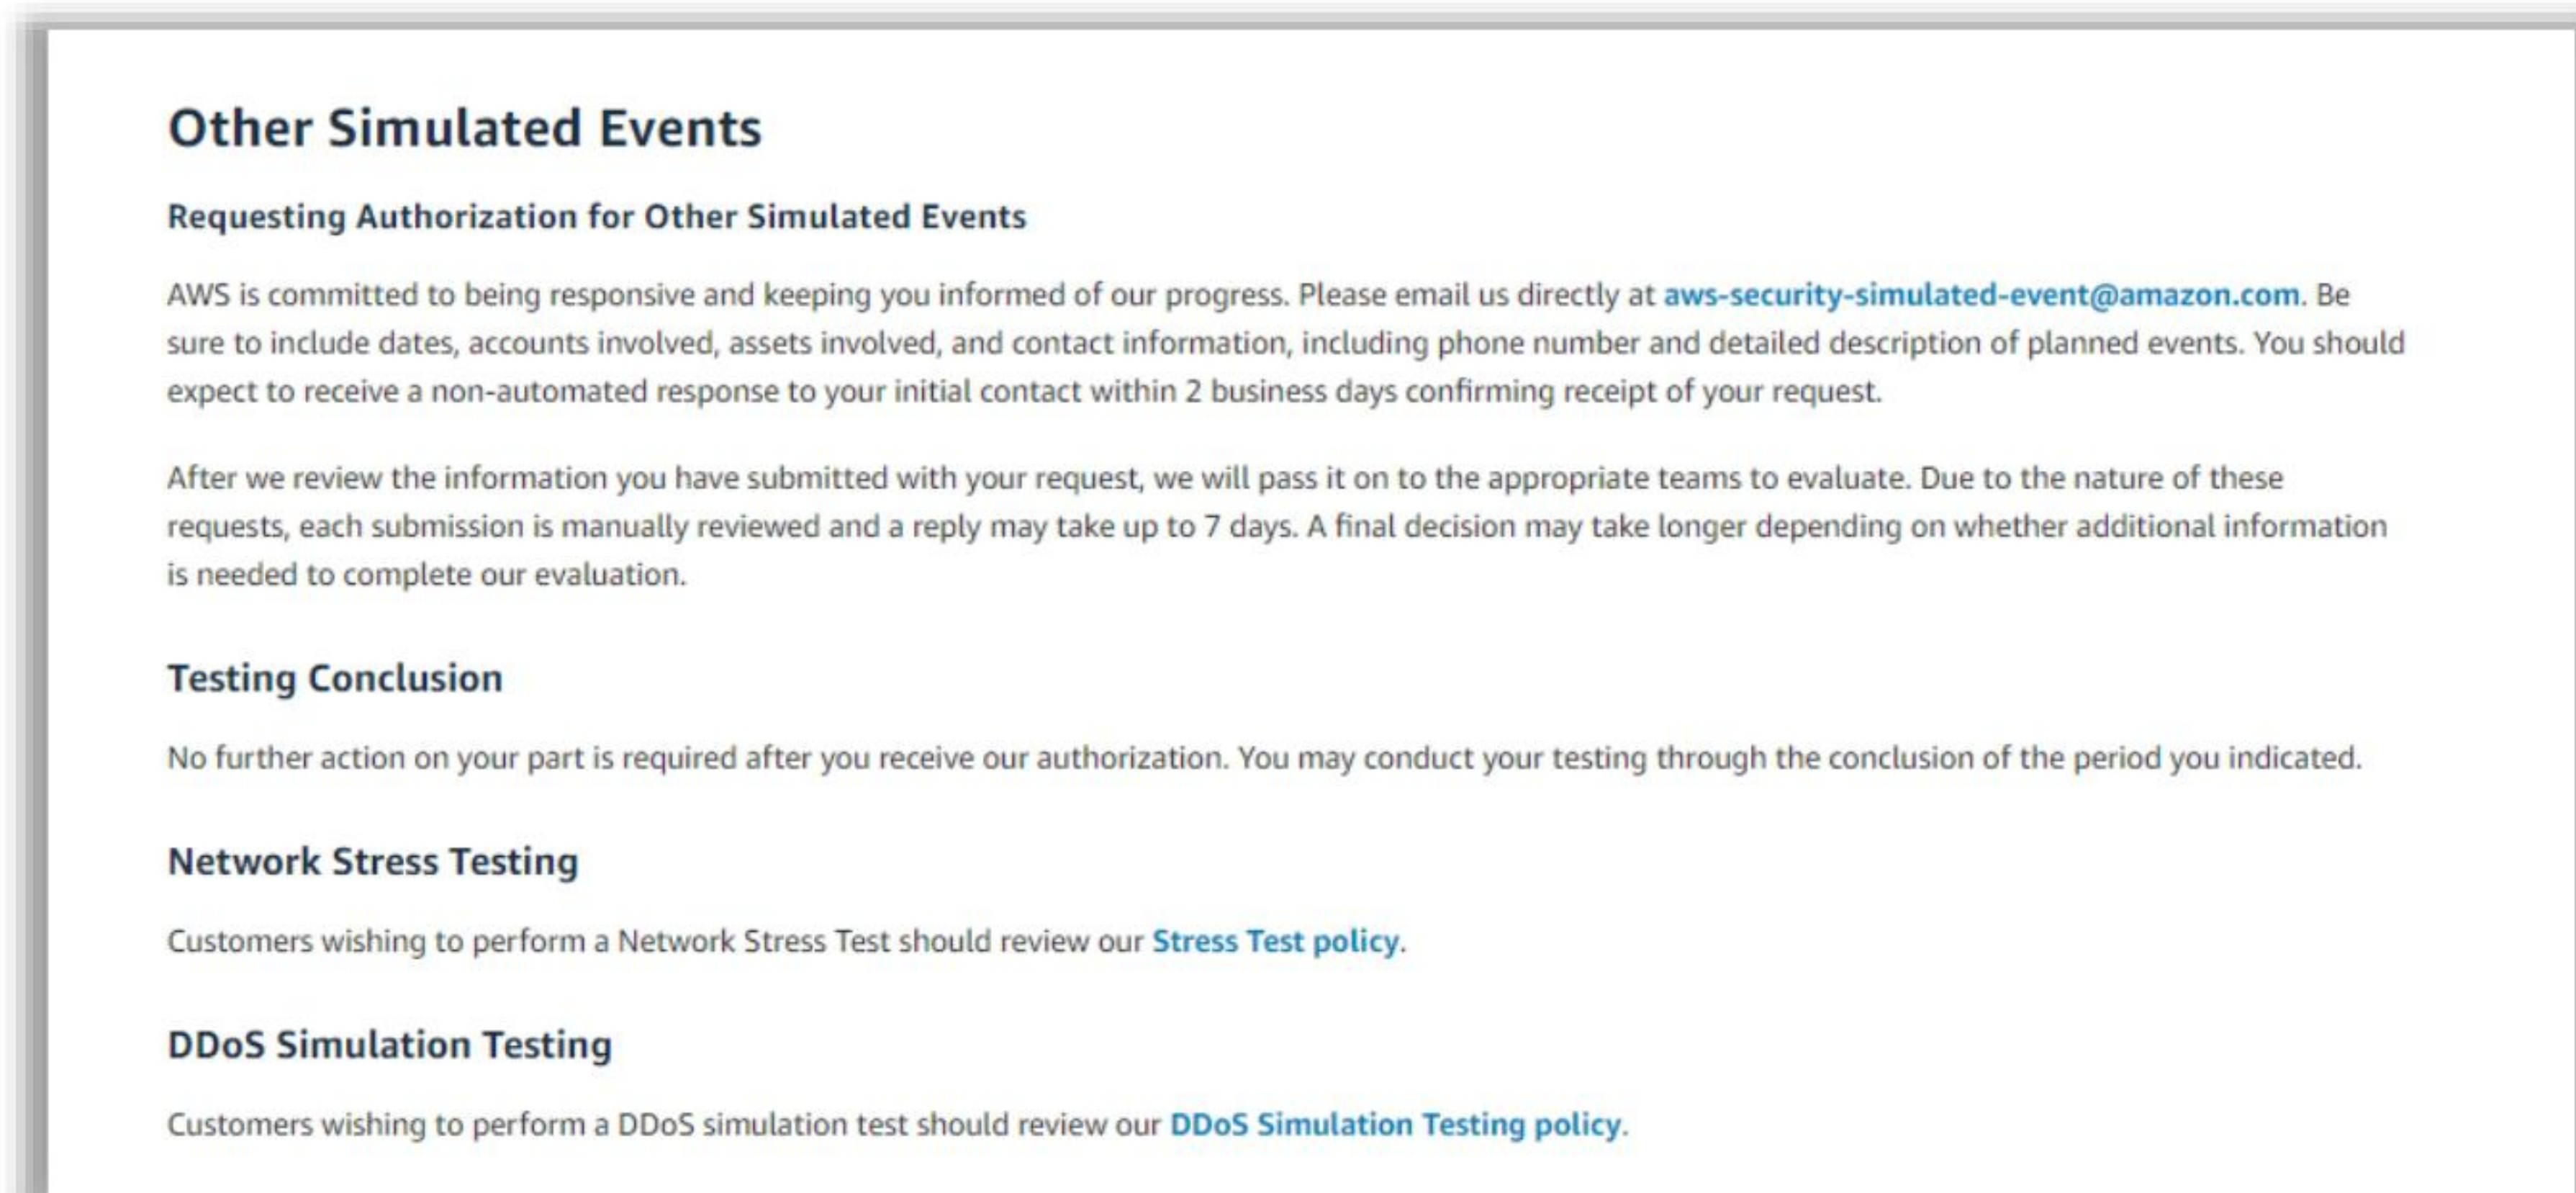 Other Simulated Events
Requesting Authorization for Other Simulated Events
AWS is committed to being responsive and keeping you informed of our progress. Please email us directly at aws-security-simulated-event@amazon.com. Be
sure to include dates, accounts involved, assets involved, and contact information, including phone number and detailed description of planned events. You should
expect to receive a non-automated response to your initial contact within 2 business days confirming receipt of your request.
After we review the information you have submitted with your request, we will pass it on to the appropriate teams to evaluate. Due to the nature of these
requests, each submission is manually reviewed and a reply may take up to 7 days. A final decision may take longer depending on whether additional information
is needed to complete our evaluation.
Testing Conclusion
No further action on your part is required after you receive our authorization. You may conduct your testing through the conclusion of the period you indicated.
Network Stress Testing
Customers wishing to perform a Network Stress Test should review our Stress Test policy.
DDoS Simulation Testing
Customers wishing to perform a DDoS simulation test should review our DDoS Simulation Testing policy.